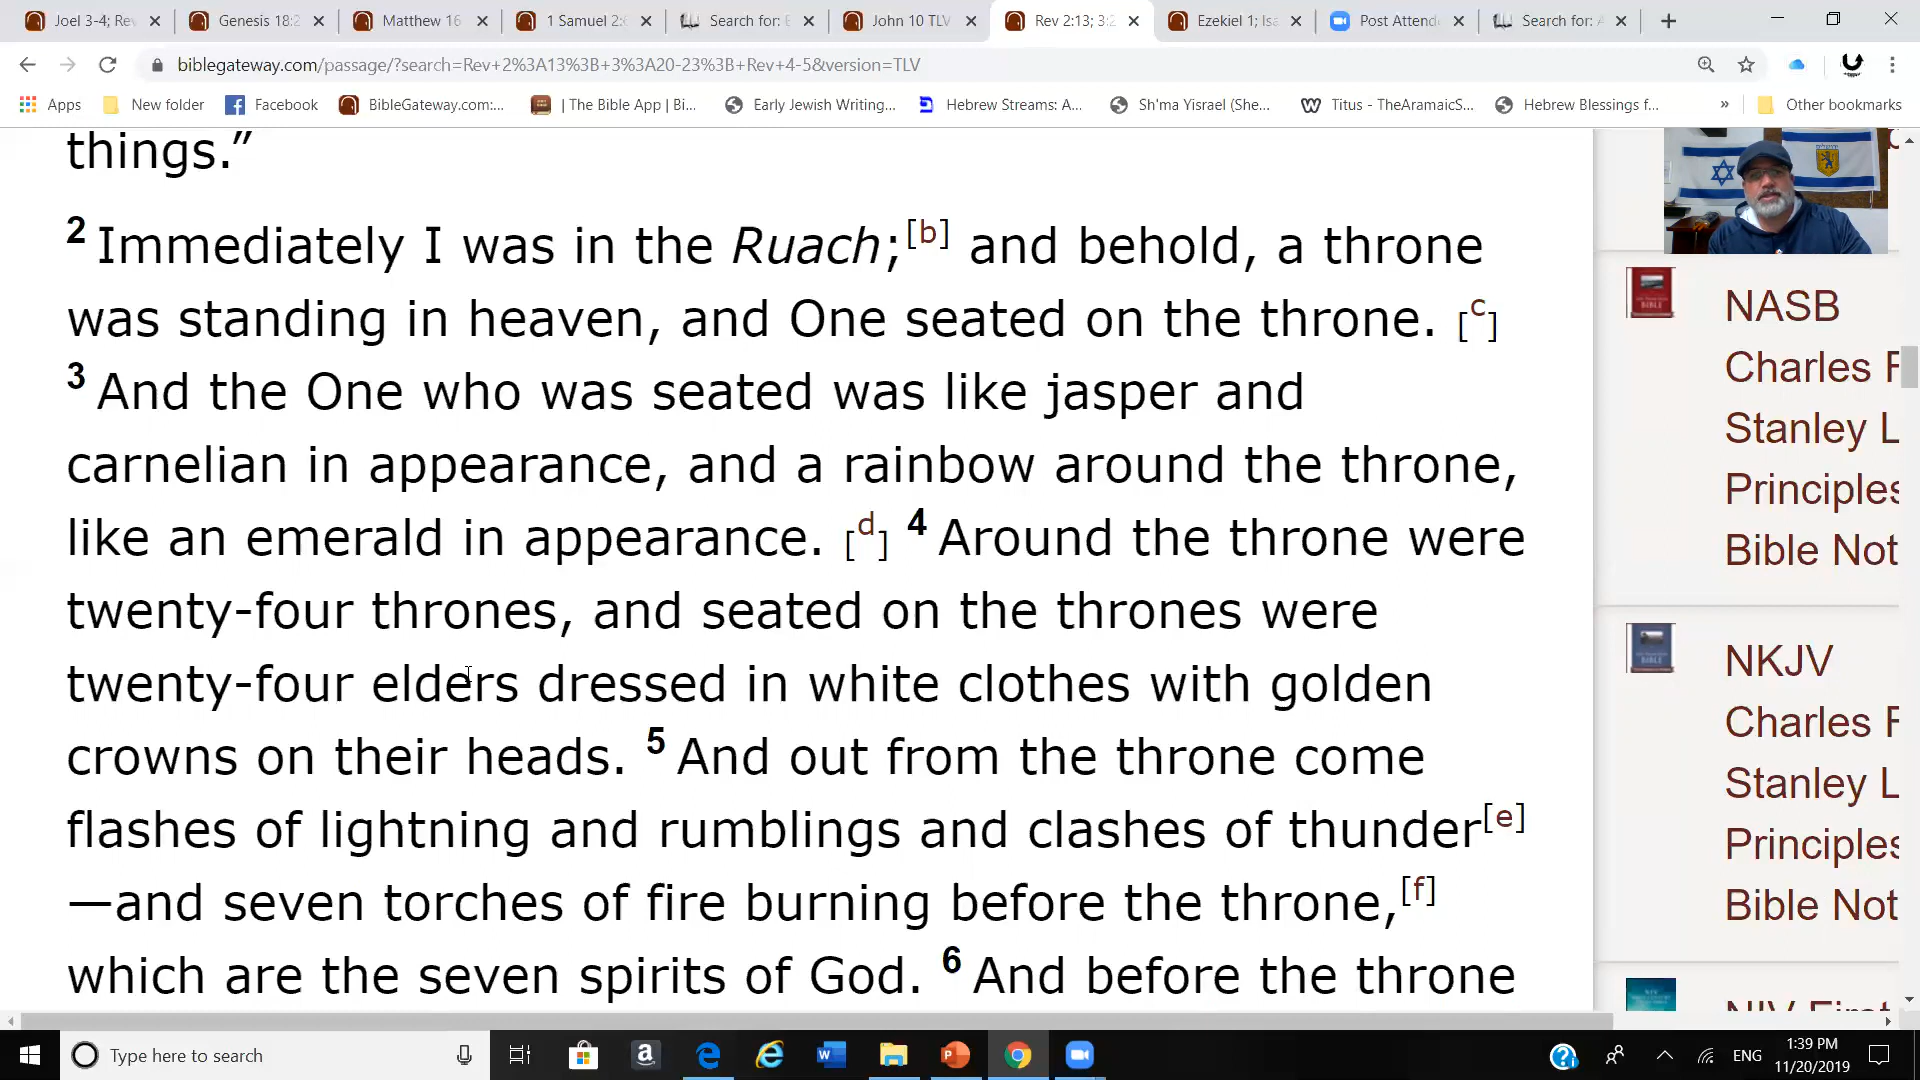 Joel 3-4; Rev
Genesis 18:2
Matthew 16
1 Samuel 2:
Search for:
John 10 TLV
Rev 2:13; 3:2
Ezekiel 1; Isa
Post Attend
Search for:
biblegateway.com/passage/?search=Rev+2%3A13%3B+3%3A20-23%3B+Rev+4-5&version=TLV
Apps
New folder
Facebook
BibleGateway.com:...
| The Bible App | Bi...
Early Jewish Writing...
Hebrew Streams: A...
Sh'ma Yisrael (She...
Titus - TheAramaicS...
Hebrew Blessings f...
»
Other bookmarks
things.”
2 Immediately I was in the Ruach;[b] and behold, a throne
was standing in heaven, and One seated on the throne. [c]
3 And the One who was seated was like jasper and
carnelian in appearance, and a rainbow around the throne,
like an emerald in appearance. [d] 4 Around the throne were
twenty-four thrones, and seated on the thrones were
twenty-four elders dressed in white clothes with golden
crowns on their heads. 5 And out from the throne come
flashes of lightning and rumblings and clashes of thunder[e]
—and seven torches of fire burning before the throne,[f]
which are the seven spirits of God. 6 And before the throne
NASB
Charles F
Stanley L
Principles
Bible Not
NKJV
Charles F
Stanley L
Principles
Bible Not
NIV First
Type here to search
ENG
1:39 PM
11/20/2019